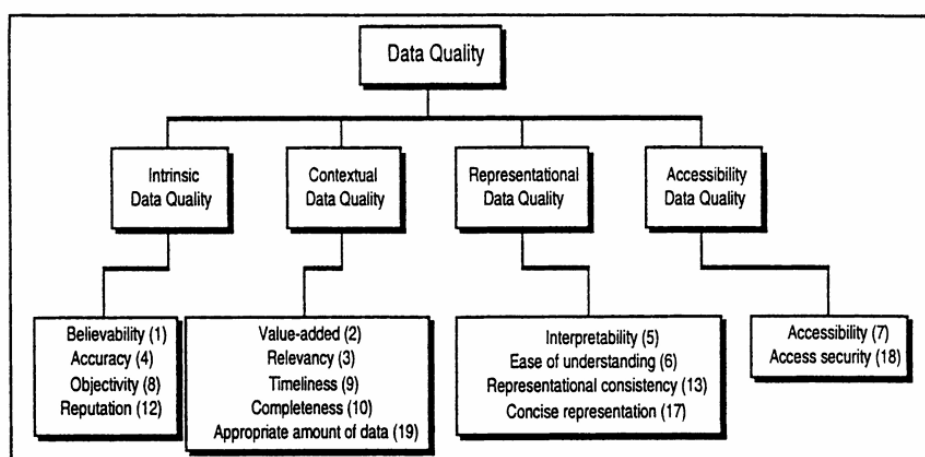 Data Quality
Intrinsic
Data Quality
Contextual
Data Quality
Representational
Data Quality
Accessibility
Data Quality
Believability (1)
Accuracy (4)
Objectivity (8)
Reputation (12)
Value-added (2)
Relevancy (3)
Timeliness (9)
Completeness (10)
Appropriate amount of data (19)
Interpretability (5)
Ease of understanding (6)
Representational consistency (13)
Concise representation (17)
Accessibility (7)
Access security (18)